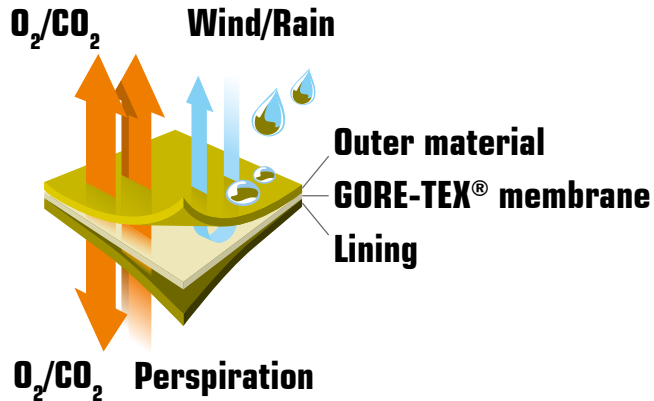 O₂/CO₂ Wind/Rain
Outer material
GORE-TEX® membrane
Lining
O₂/CO₂ Perspiration